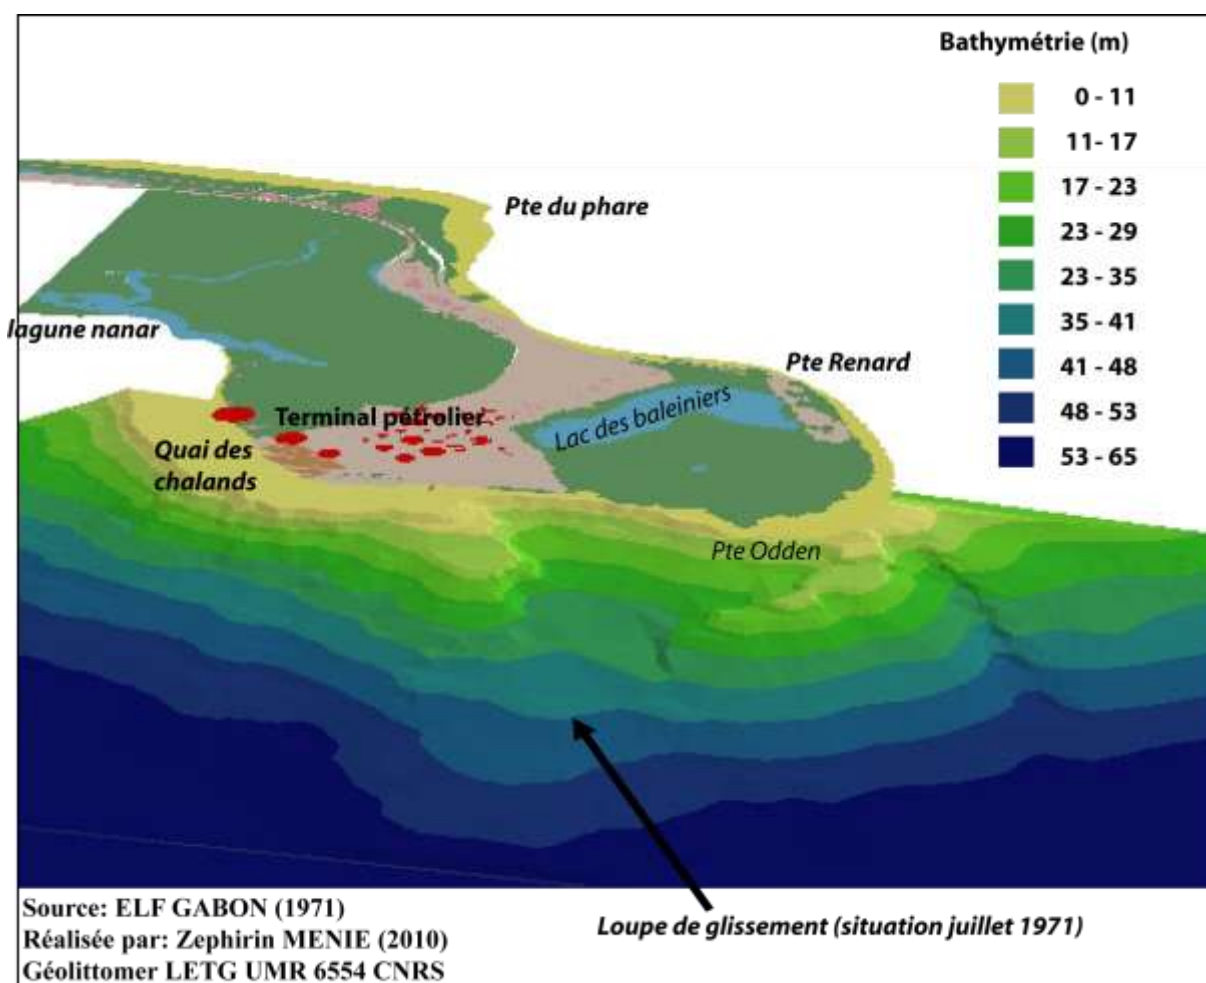 Bathymétrie (m)
0 - 11
11- 17
17 - 23
23 - 29
23 - 35
35 - 41
41 - 48
48 - 53
53 - 65
Pte du phare
lagune nanar
Pte Renard
Terminal pétrolier
Lac des baleiniers
Quai des
chalands
Pte Odden
Source: ELF GABON (1971)
Réalisée par: Zephirin MENIE (2010)
Géolittomer LETG UMR 6554 CNRS
Loupe de glissement (situation juillet 1971)